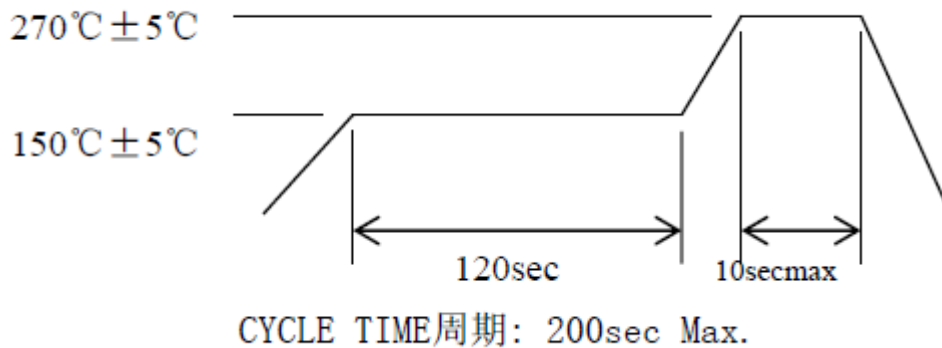 270℃±5℃
150℃±5℃
120sec
10secmax
CYCLE TIME周期: 200sec Max.